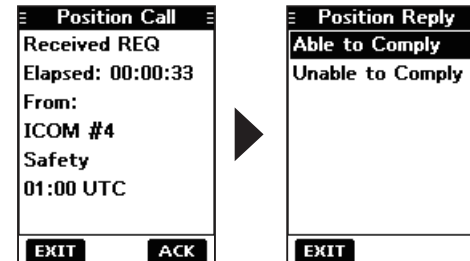 Position Call
Received REQ
Elapsed: 00:00:33
From:
ICOM #4
Safety
01:00 UTC
EXIT
ACK
Position Reply
Able to Comply
Unable to Comply
EXIT